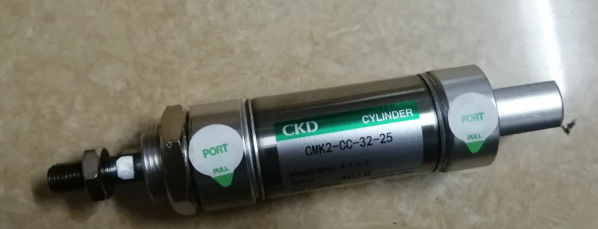 CKD CYLINDER
CMK2-CC-32-25
PORT
PULL
PORT
PULL